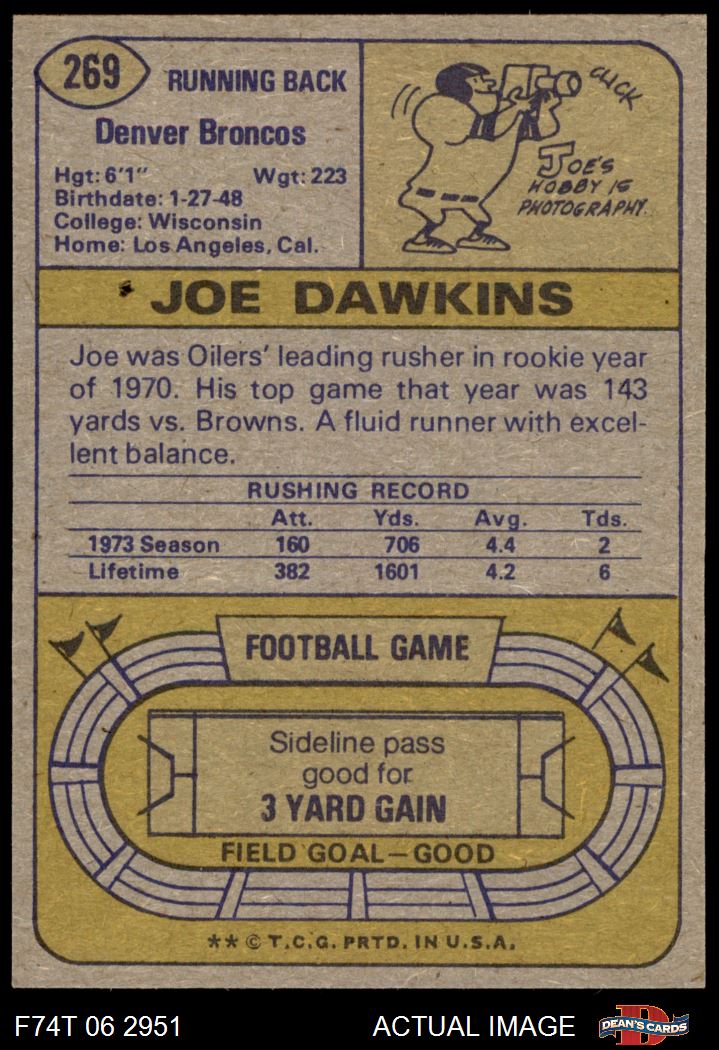 269
RUNNING BACK
Denver Broncos
Hgt: 6'1" Wgt: 223
Birthdate: 1-27-48
College: Wisconsin
Home: Los Angeles, Cal.
CLICK
JOE'S
HOBBY IS
PHOTOGRAPHY.
JOE DAWKINS
Joe was Oilers' leading rusher in rookie year
of 1970. His top game that year was 143
yards vs. Browns. A fluid runner with excel-
lent balance.
RUSHING RECORD
Att. Yds. Avg. Tds.
1973 Season 160 706 4.4 2
Lifetime 382 1601 4.2 6
FOOTBALL GAME
Sideline pass
good for
3 YARD GAIN
FIELD GOAL—GOOD
** © T.C.G. PRTD. IN U.S.A.
F74T 06 2951 ACTUAL IMAGE
D
DEAN'S CARDS